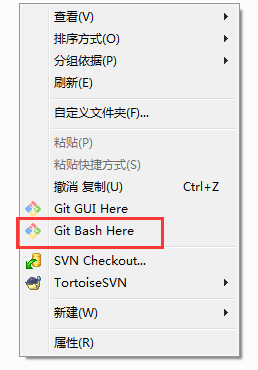 查看(V)
排序方式(O)
分组依据(P)
刷新(E)
自定义文件夹(F)...
粘贴(P)
粘贴快捷方式(S)
撤消 复制(U) Ctrl+Z
Git GUI Here
Git Bash Here
SVN Checkout...
TortoiseSVN
新建(W)
属性(R)